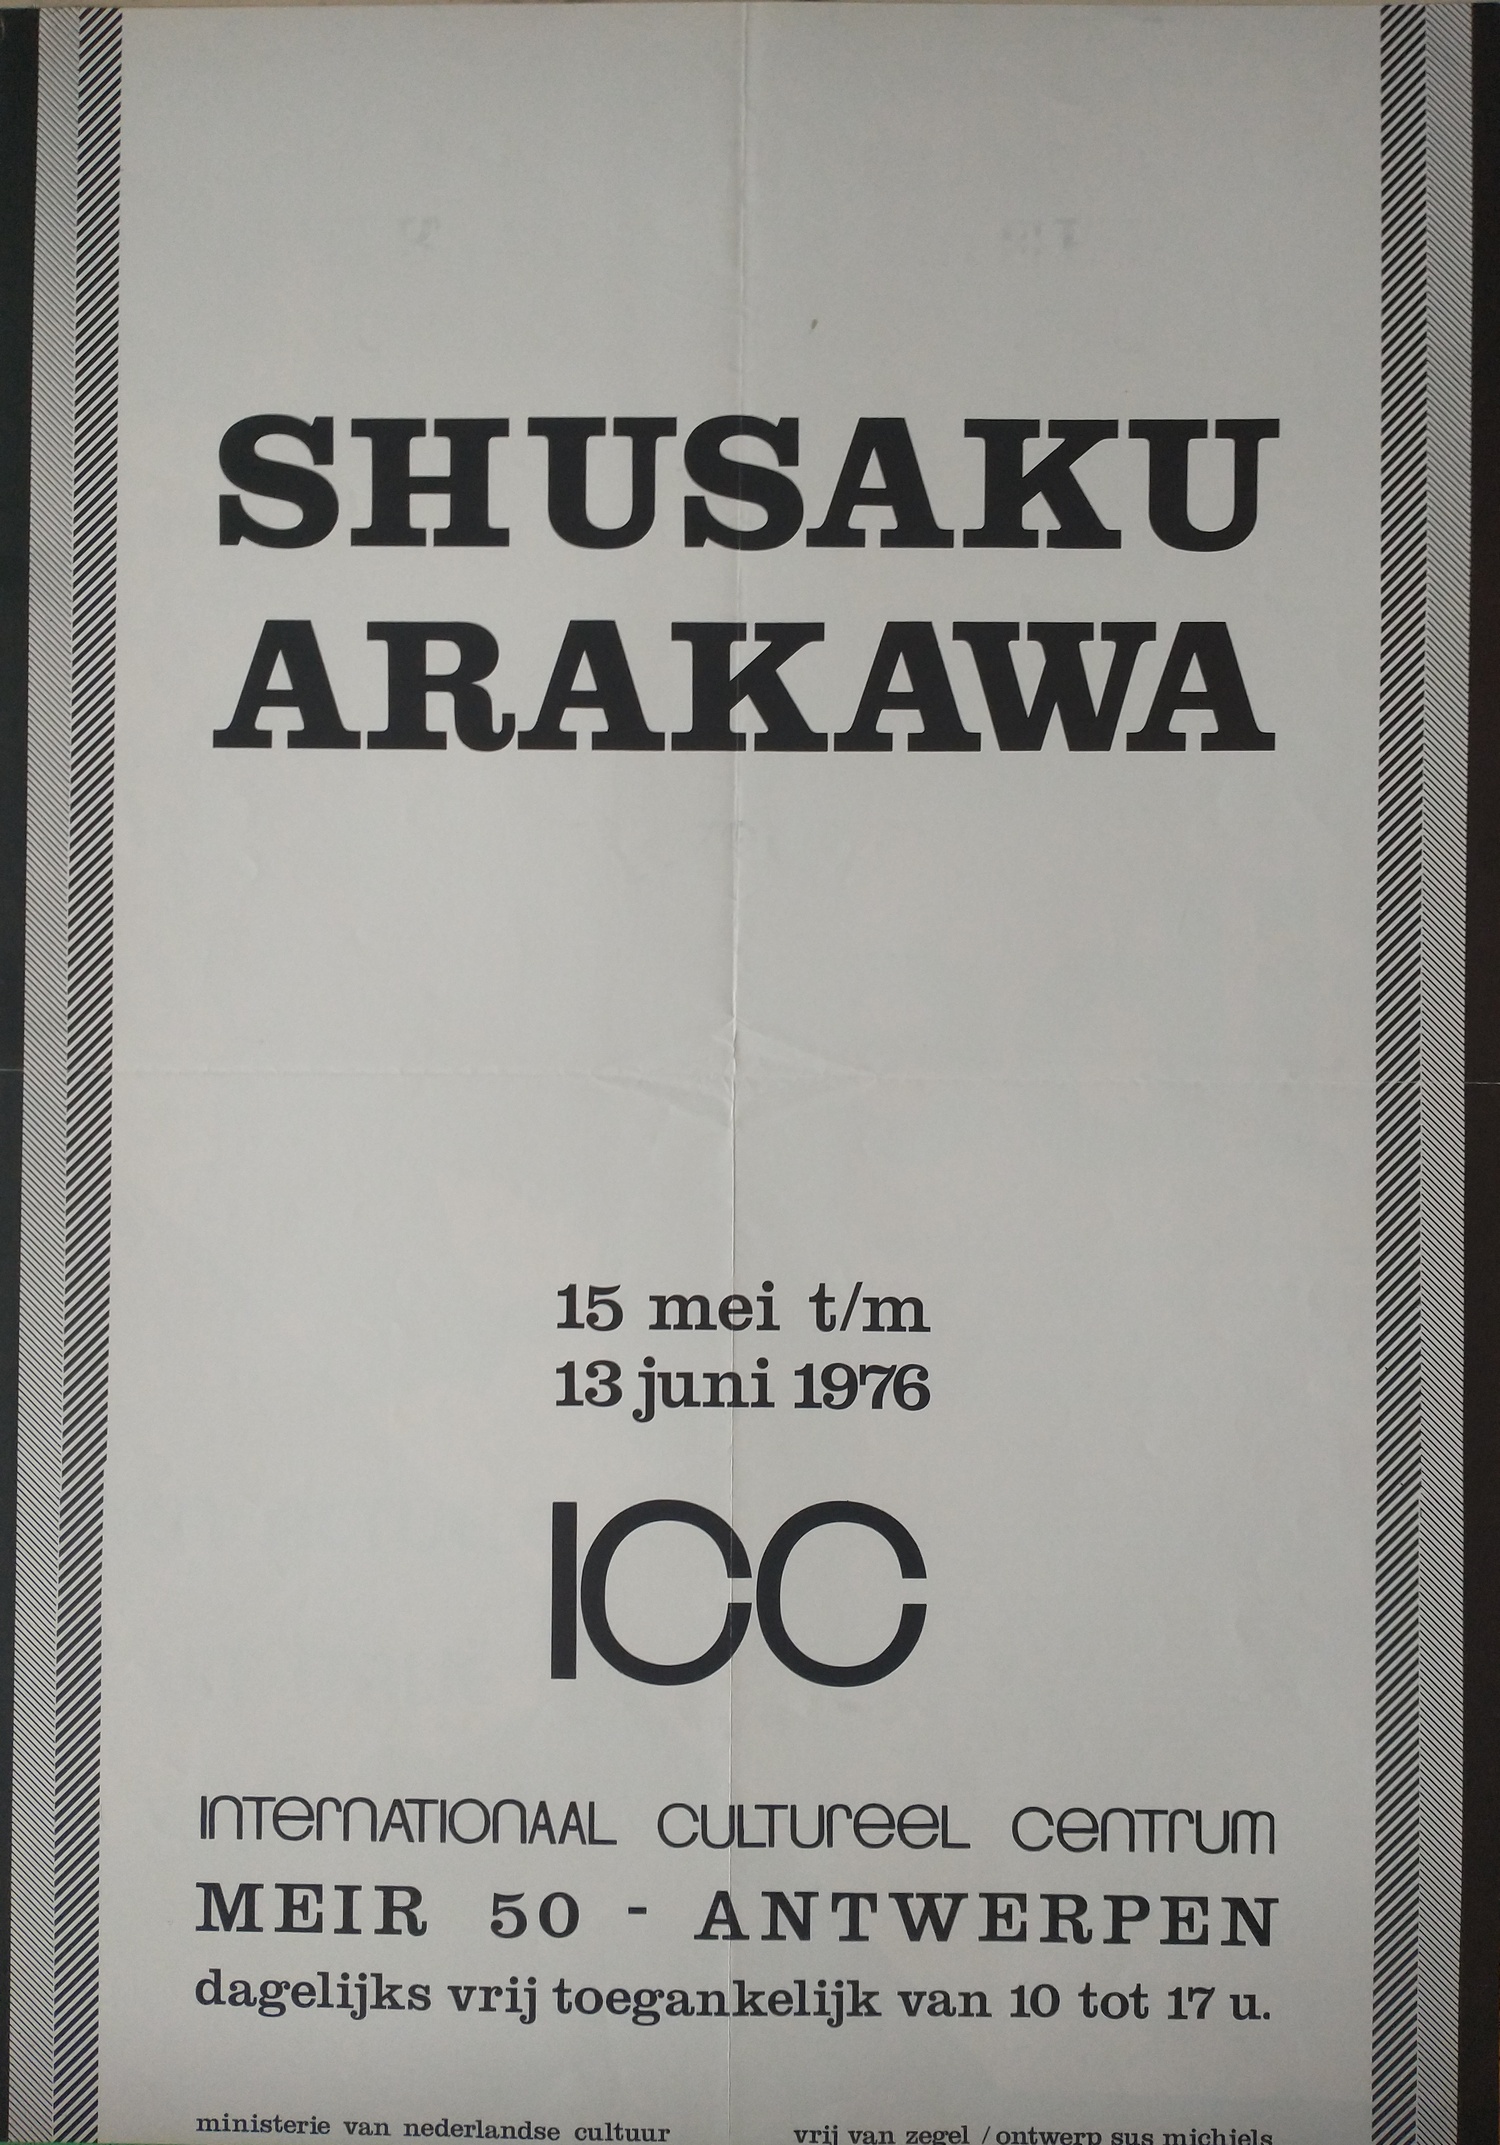 SHUSAKU
ARAKAWA
15 mei t/m
13 juni 1976
ICC
INTERNATIONAAL CULTUREEL CENTRUM
MEIR 50 - ANTWERPEN
dagelijks vrij toegankelijk van 10 tot 17 u.
ministerie van nederlandse cultuur
vrij van zegel / ontwerp sus michiels